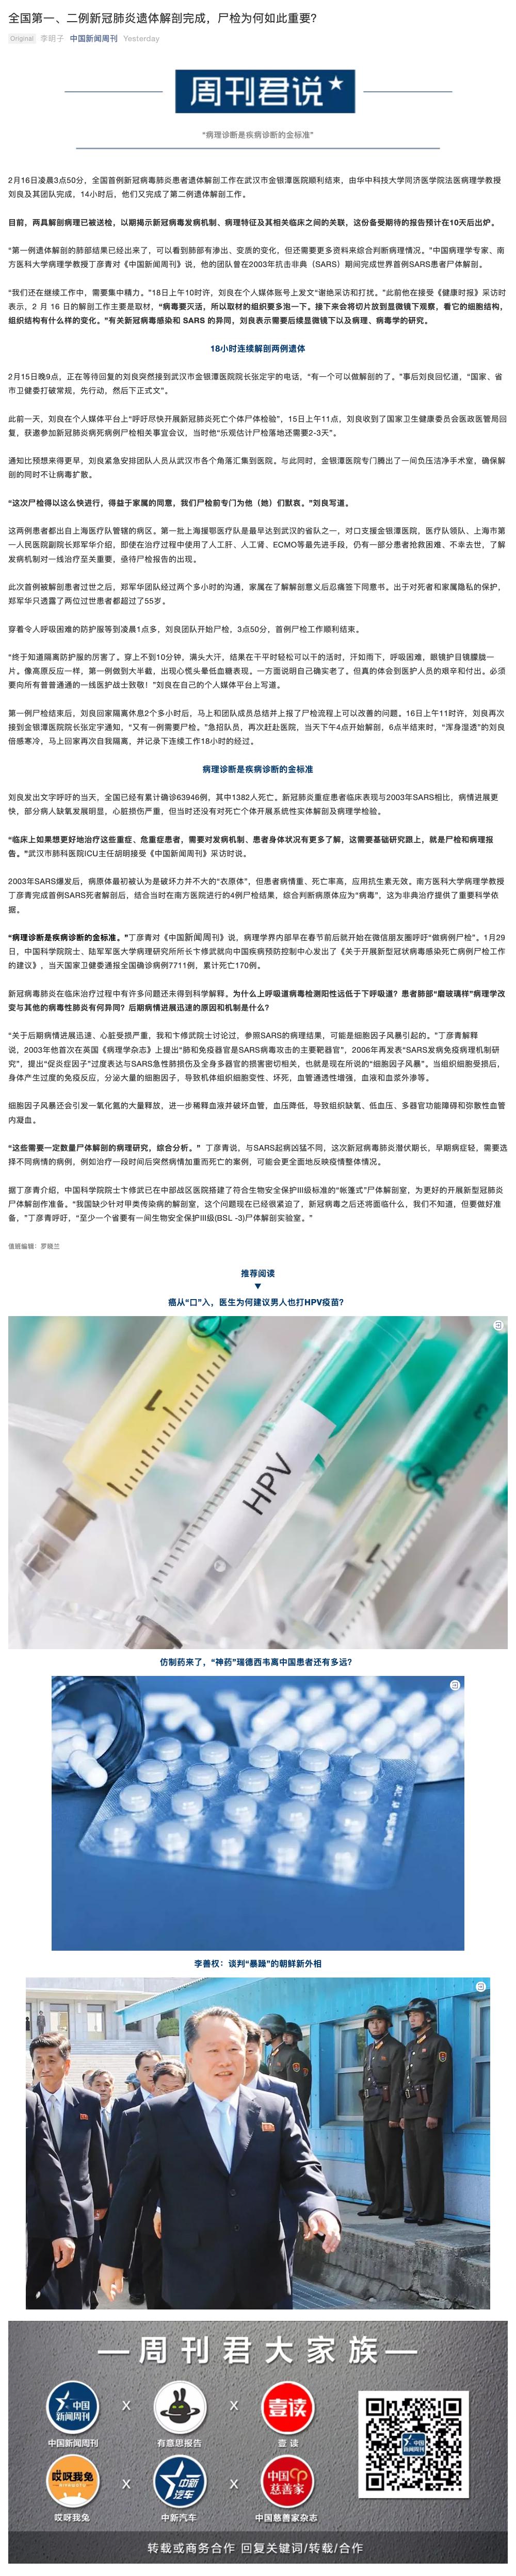 全国第一、二例新冠肺炎遗体解剖完成，尸检为何如此重要？
Original 李明子 中国新闻周刊 Yesterday
周刊君说
“病理诊断是疾病诊断的金标准”
2月16日凌晨3点50分，全国首例新冠病毒肺炎患者遗体解剖工作在武汉市金银潭医院顺利结束，由华中科技大学同济医学院法医病理学教授
刘良及其团队完成，14小时后，他们又完成了第二例遗体解剖工作。
目前，两具解剖病理已被送检，以期揭示新冠病毒发病机制、病理特征及其相关临床之间的关联，这份备受期待的报告预计在10天后出炉。
“第一例遗体解剖的肺部结果已经出来了，可以看到肺部有渗出、变质的变化，但还需要更多资料来综合判断病理情况。”中国病理学专家、南
方医科大学病理学教授丁彦青对《中国新闻周刊》说，他的团队曾在2003年抗击非典（SARS）期间完成世界首例SARS患者尸体解剖。
“我们还在继续工作中，需要集中精力。”18日上午10时许，刘良在个人媒体账号上发文“谢绝采访和打扰。”此前他在接受《健康时报》采访时
表示，2 月 16 日的解剖工作主要是取材，“病毒要灭活，所以取材的组织要多泡一下。接下来会将切片放到显微镜下观察，看它的细胞结构，
组织结构有什么样的变化。”有关新冠病毒感染和 SARS 的异同，刘良表示需要后续显微镜下以及病理、病毒学的研究。
18小时连续解剖两例遗体
2月15日晚9点，正在等待回复的刘良突然接到武汉市金银潭医院院长张定宇的电话，“有一个可以做解剖的了。”事后刘良回忆道，“国家、省
市卫健委打破常规，先行动，然后下正式文”。
此前一天，刘良在个人媒体平台上“呼吁尽快开展新冠肺炎死亡个体尸体检验”，15日上午11点，刘良收到了国家卫生健康委员会医政医管局回
复，获邀参加新冠肺炎病死病例尸检相关事宜会议，当时他“乐观估计尸检落地还需要2-3天”。
通知比预想来得更早，刘良紧急安排团队人员从武汉市各个角落汇集到医院。与此同时，金银潭医院专门腾出了一间负压洁净手术室，确保解
剖的同时不让病毒扩散。
“这次尸检得以这么快进行，得益于家属的同意，我们尸检前专门为他（她）们默哀。”刘良写道。
这两例患者都出自上海医疗队管辖的病区。第一批上海援鄂医疗队是最早达到武汉的省队之一，对口支援金银潭医院，医疗队领队、上海市第
一人民医院副院长郑军华介绍，即使在治疗过程中使用了人工肝、人工肾、ECMO等最先进手段，仍有一部分患者抢救困难、不幸去世，了解
发病机制对一线治疗至关重要，亟待尸检报告的出现。
此次首例被解剖患者过世之后，郑军华团队经过两个多小时的沟通，家属在了解解剖意义后忍痛签下同意书。出于对死者和家属隐私的保护，
郑军华只透露了两位过世患者都超过了55岁。
穿着令人呼吸困难的防护服等到凌晨1点多，刘良团队开始尸检，3点50分，首例尸检工作顺利结束。
“终于知道隔离防护服的厉害了。穿上不到10分钟，满头大汗，结果在干平时轻松可以干的活时，汗如雨下，呼吸困难，眼镜护目镜朦胧一
片。像高原反应一样，第一例做到大半截，出现心慌头晕低血糖表现。一方面说明自己确实老了。但真的体会到医护人员的艰辛和付出。必须
要向所有普普通通的一线医护战士致敬！”刘良在自己的个人媒体平台上写道。
第一例尸检结束后，刘良回家隔离休息2个多小时后，马上和团队成员总结并上报了尸检流程上可以改善的问题。16日上午11时许，刘良再次
接到金银潭院院长张定宇通知，“又有一例需要尸检。”急招队员，再次赶赴医院，当天下午4点开始解剖，6点半结束时，“浑身湿透”的刘良
倍感寒冷，马上回家再次自我隔离，并记录下连续工作18小时的经过。
病理诊断是疾病诊断的金标准
刘良发出文字呼吁的当天，全国已经有累计确诊63946例，其中1382人死亡。新冠肺炎重症患者临床表现与2003年SARS相比，病情进展更
快，部分病人缺氧发展明显，心脏损伤严重，但当时还没有对死亡个体开展系统性实体解剖及病理学检验。
“临床上如果想更好地治疗这些重症、危重症患者，需要对发病机制、患者身体状况有更多了解，这需要基础研究跟上，就是尸检和病理报
告。”武汉市肺科医院ICU主任胡明接受《中国新闻周刊》采访时说。
2003年SARS爆发后，病原体最初被认为是破坏力并不大的“衣原体”，但患者病情重、死亡率高，应用抗生素无效。南方医科大学病理学教授
丁彦青完成首例SARS死者解剖后，结合当时在南方医院进行的4例尸检结果，综合判断病原体应为“病毒”，这为非典治疗提供了重要科学依
据。
“病理诊断是疾病诊断的金标准。”丁彦青对《中国新闻周刊》说，病理学界内部早在春节前后就开始在微信朋友圈呼吁“做病例尸检”。1月29
日，中国科学院院士、陆军军医大学病理研究所所长卞修武就向中国疾病预防控制中心发出了《关于开展新型冠状病毒感染死亡病例尸检工作
的建议》，当天国家卫健委通报全国确诊病例7711例，累计死亡170例。
新冠病毒肺炎在临床治疗过程中有许多问题还未得到科学解释。为什么上呼吸道病毒检测阳性远低于下呼吸道？患者肺部“磨玻璃样”病理学改
变与其他的病毒性肺炎有何异同？后期病情进展迅速的原因和机制是什么？
“关于后期病情进展迅速、心脏受损严重，我和卞修武院士讨论过，参照SARS的病理结果，可能是细胞因子风暴引起的。”丁彦青解释
说，2003年他首次在英国《病理学杂志》上提出“肺和免疫器官是SARS病毒攻击的主要靶器官”，2006年再发表“SARS发病免疫病理机制研
究”，提出“促炎症因子”过度表达与SARS急性肺损伤及全身多器官的损害密切相关，也就是现在所说的“细胞因子风暴”。当组织细胞受损后，
身体产生过度的免疫反应，分泌大量的细胞因子，导致机体组织细胞变性、坏死，血管通透性增强，血液和血浆外渗等。
细胞因子风暴还会引发一氧化氮的大量释放，进一步稀释血液并破坏血管，血压降低，导致组织缺氧、低血压、多器官功能障碍和弥散性血管
内凝血。
“这些需要一定数量尸体解剖的病理研究，综合分析。” 丁彦青说，与SARS起病凶猛不同，这次新冠病毒肺炎潜伏期长，早期病症轻，需要选
择不同病情的病例，例如治疗一段时间后突然病情加重而死亡的案例，可能会更全面地反映疫情整体情况。
据丁彦青介绍，中国科学院院士卞修武已在中部战区医院搭建了符合生物安全保护III级标准的“帐篷式”尸体解剖室，为更好的开展新型冠肺炎
尸体解剖作准备。“我国缺少针对甲类传染病的解剖室，这个问题现在已经很紧迫了，新冠病毒之后还将面临什么，我们不知道，但要做好准
备，”丁彦青呼吁，“至少一个省要有一间生物安全保护III级(BSL -3)尸体解剖实验室。”
值班编辑：罗晓兰
推荐阅读
▼
癌从“口”入，医生为何建议男人也打HPV疫苗？
HPV
仿制药来了，“神药”瑞德西韦离中国患者还有多远？
李善权：谈判“暴躁”的朝鲜新外相
周刊君大家族
中国新闻周刊 X X 壹读
中国新闻周刊 有意思报告 壹 读
哎呀我兔 X 中新汽车 X 中国慈善家
哎呀我兔 中新汽车 中国慈善家杂志
转载或商务合作 回复关键词/转载/合作